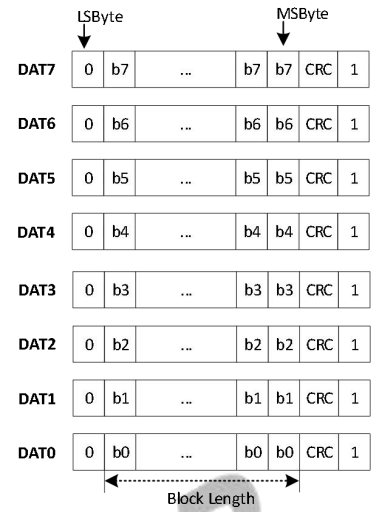 LSByte MSByte
DAT7 0 b7 ... b7 b7 CRC 1
DAT6 0 b6 ... b6 b6 CRC 1
DAT5 0 b5 ... b5 b5 CRC 1
DAT4 0 b4 ... b4 b4 CRC 1
DAT3 0 b3 ... b3 b3 CRC 1
DAT2 0 b2 ... b2 b2 CRC 1
DAT1 0 b1 ... b1 b1 CRC 1
DAT0 0 b0 ... b0 b0 CRC 1
Block Length